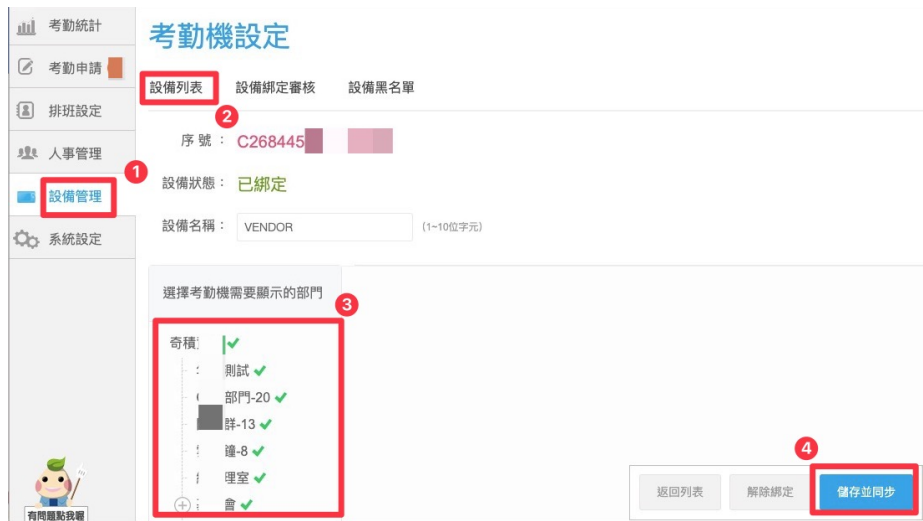 考勤統計
考勤申請
排班設定
人事管理
設備管理
系統設定
有問題點我喔
考勤機設定
設備列表 設備綁定審核 設備黑名單
序號： C268445
設備狀態： 已綁定
設備名稱： VENDOR (1~10位字元)
選擇考勤機需要顯示的部門
奇積
測試
部門-20
群-13
鐘-8
理室
會
1
2
3
4
返回列表 解除綁定 儲存並同步